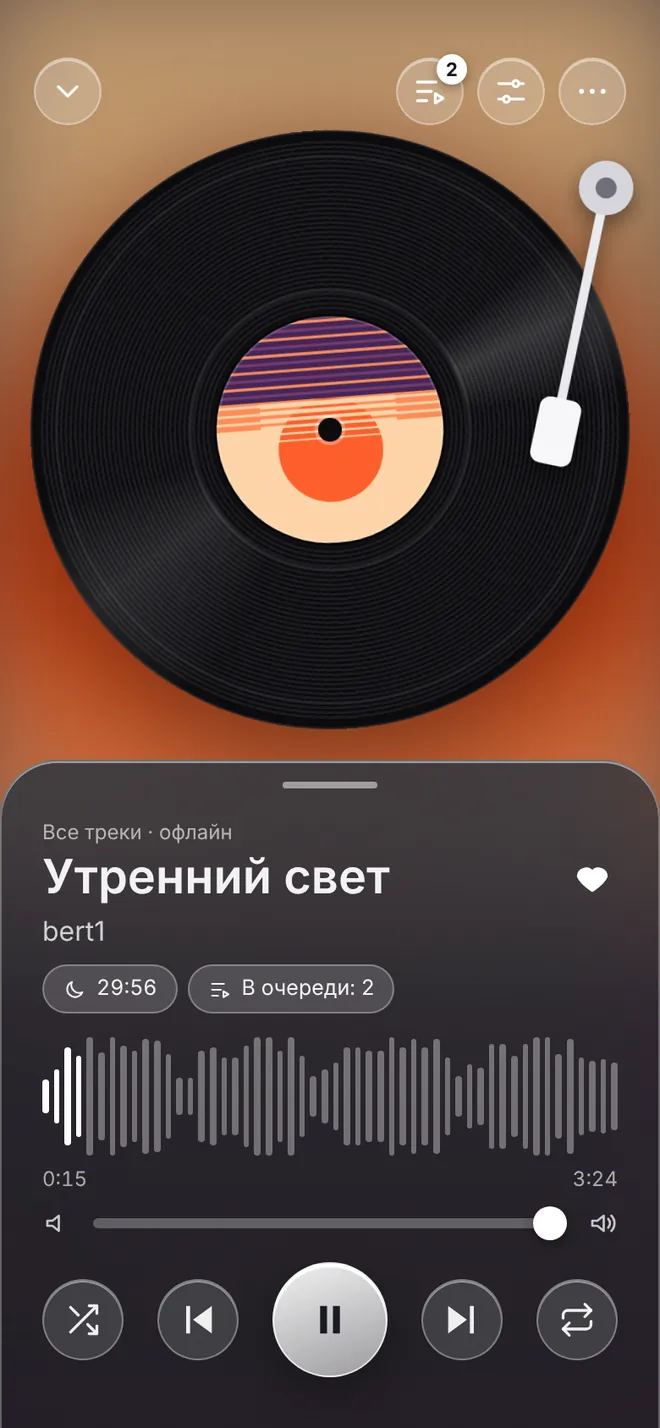 2
Все треки · офлайн
Утренний свет
bert1
29:56
В очереди: 2
0:15
3:24